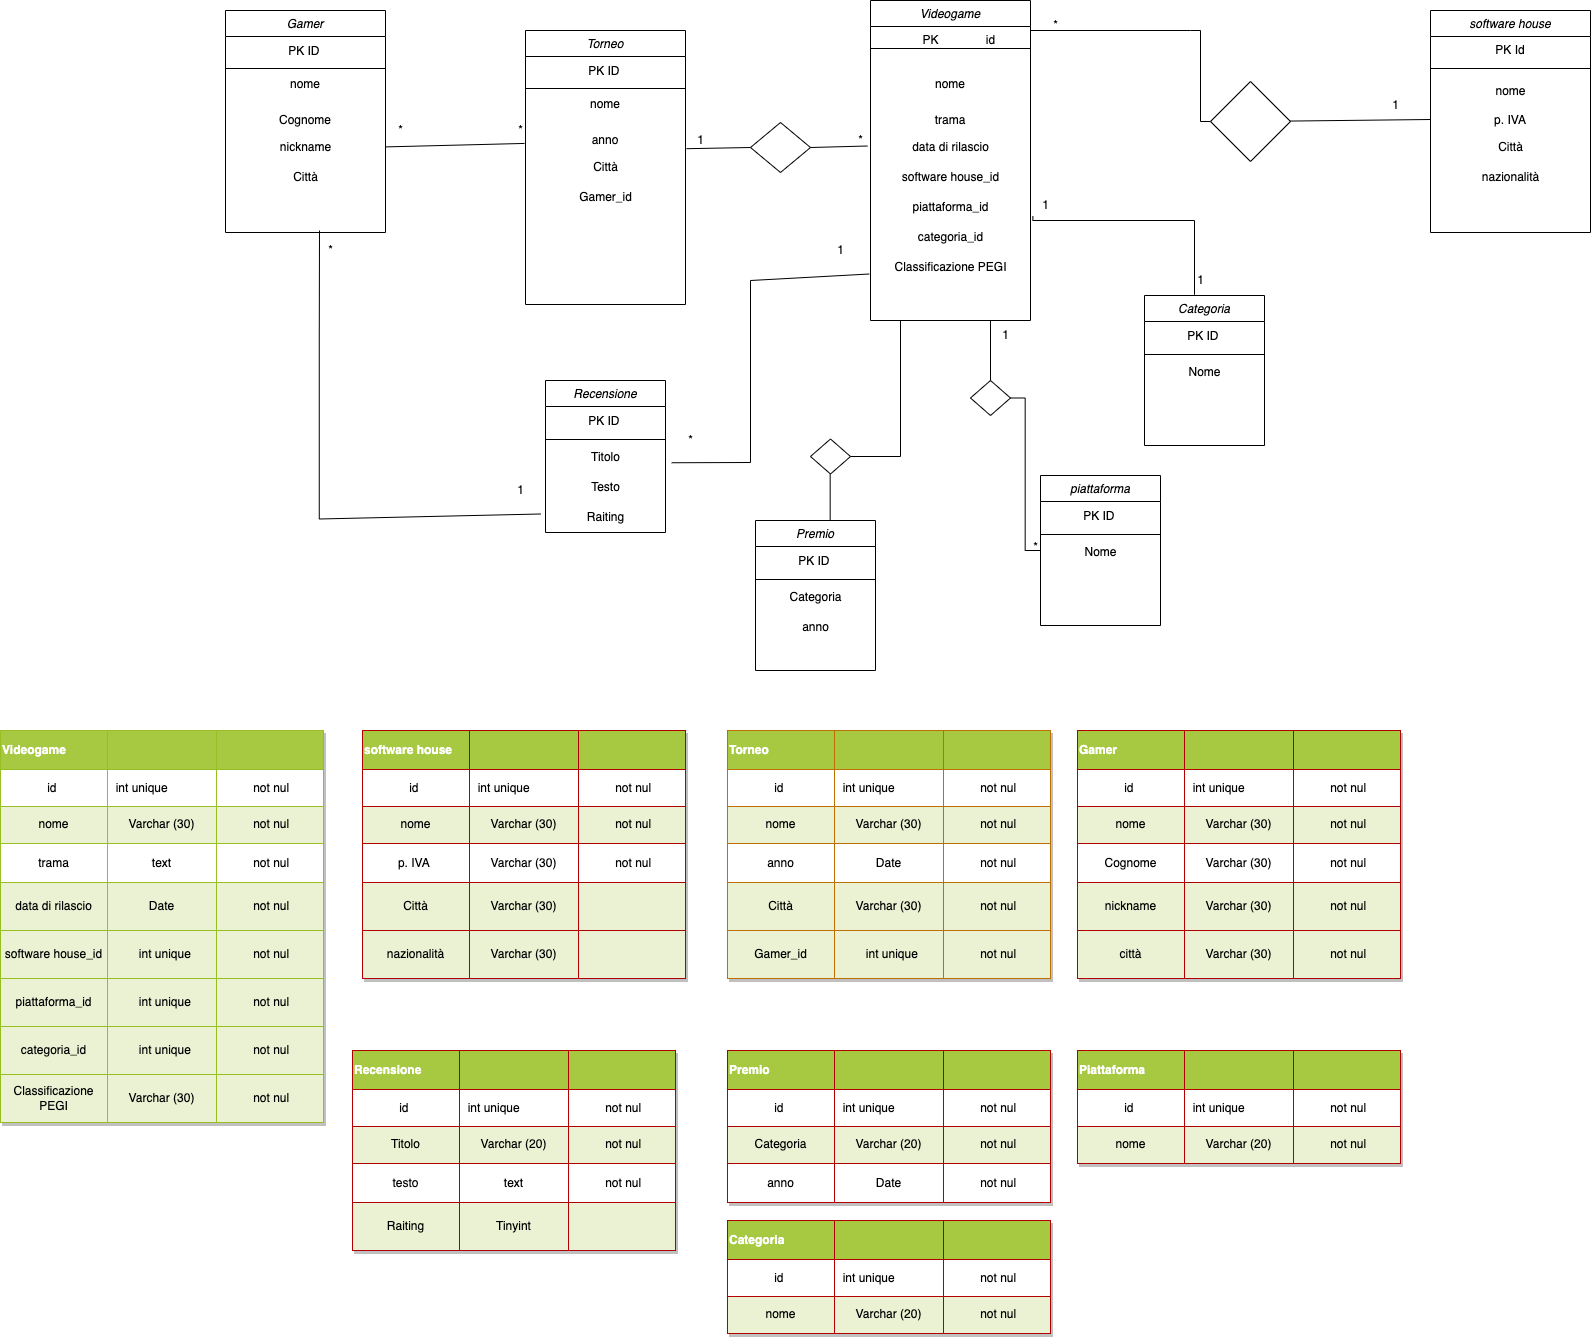 Gamer
PK ID
nome
Cognome
nickname
Città
*
*
*
Torneo
PK ID
nome
anno
Città
Gamer_id
1
*
Videogame
PK id
nome
trama
data di rilascio
software house_id
piattaforma_id
categoria_id
Classificazione PEGI
*
1
software house
PK Id
nome
p. IVA
Città
nazionalità
1
1
Categoria
PK ID
Nome
1
*
1
Recensione
PK ID
Titolo
Testo
Raiting
1
*
piattaforma
PK ID
Nome
Premio
PK ID
Categoria
anno
Videogame
id int unique not nul
nome Varchar (30) not nul
trama text not nul
data di rilascio Date not nul
software house_id int unique not nul
piattaforma_id int unique not nul
categoria_id int unique not nul
Classificazione
PEGI Varchar (30) not nul
software house
id int unique not nul
nome Varchar (30) not nul
p. IVA Varchar (30) not nul
Città Varchar (30)
nazionalità Varchar (30)
Torneo
id int unique not nul
nome Varchar (30) not nul
anno Date not nul
Città Varchar (30) not nul
Gamer_id int unique not nul
Gamer
id int unique not nul
nome Varchar (30) not nul
Cognome Varchar (30) not nul
nickname Varchar (30) not nul
città Varchar (30) not nul
Recensione
id int unique not nul
Titolo Varchar (20) not nul
testo text not nul
Raiting Tinyint
Premio
id int unique not nul
Categoria Varchar (20) not nul
anno Date not nul
Piattaforma
id int unique not nul
nome Varchar (20) not nul
Categoria
id int unique not nul
nome Varchar (20) not nul